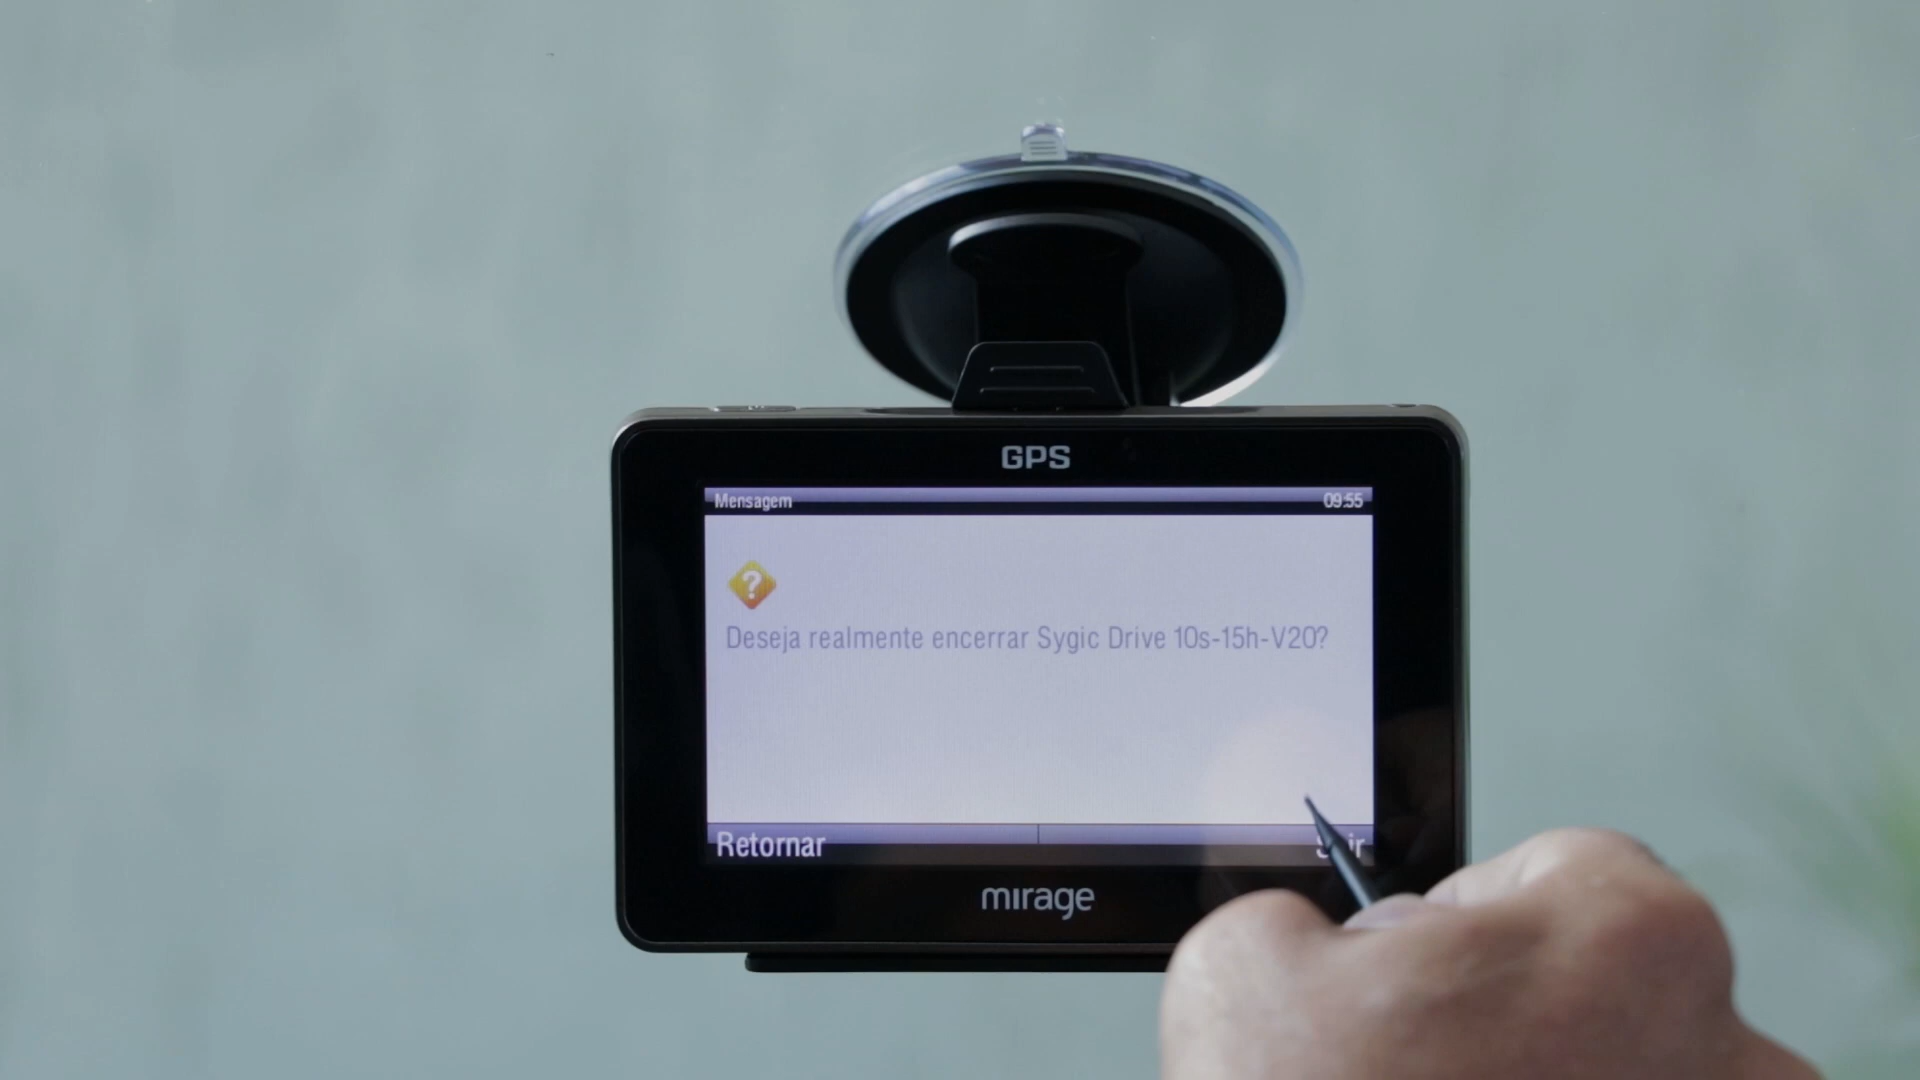 GPS
Mensagem 09:55
?
Deseja realmente encerrar Sygic Drive 10s-15h-V20?
Retornar
mirage